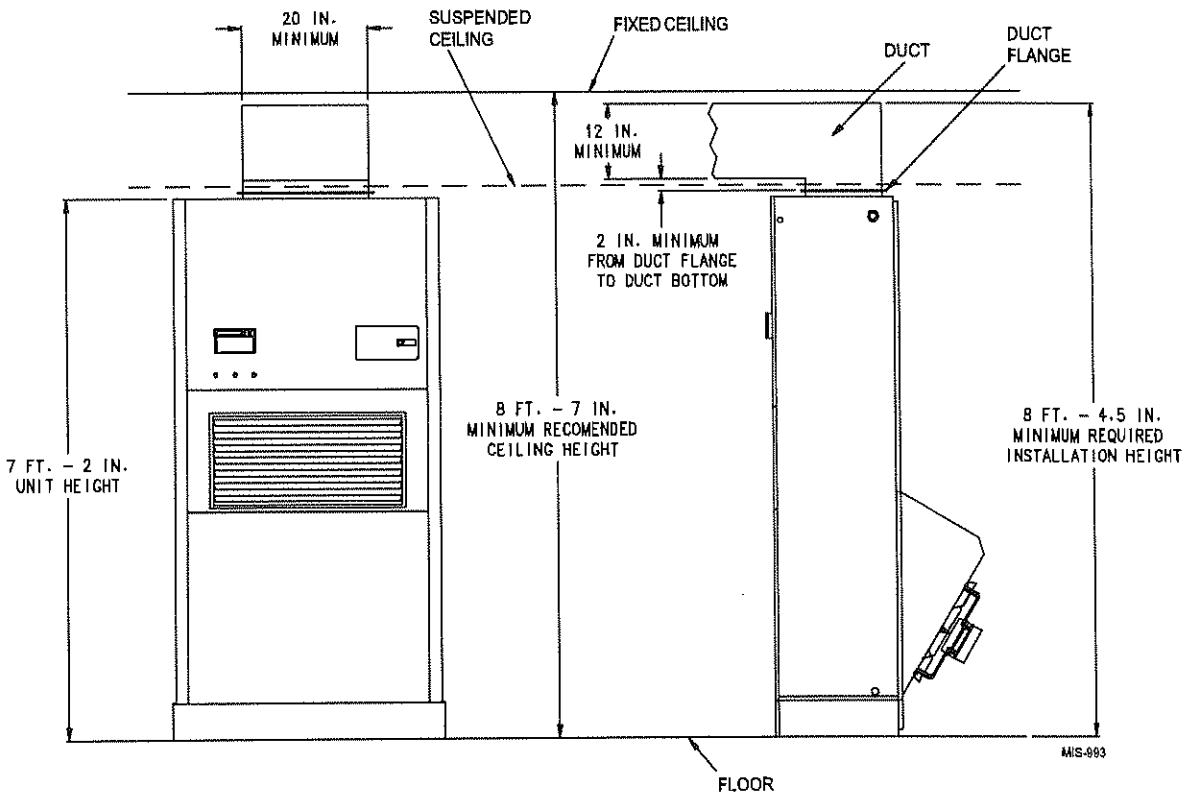 20 IN.
MINIMUM
SUSPENDED
CEILING
FIXED CEILING
DUCT
DUCT
FLANGE
12 IN.
MINIMUM
2 IN. MINIMUM
FROM DUCT FLANGE
TO DUCT BOTTOM
7 FT. - 2 IN.
UNIT HEIGHT
8 FT. - 7 IN.
MINIMUM RECOMENDED
CEILING HEIGHT
8 FT. - 4.5 IN.
MINIMUM REQUIRED
INSTALLATION HEIGHT
MIS-993
FLOOR